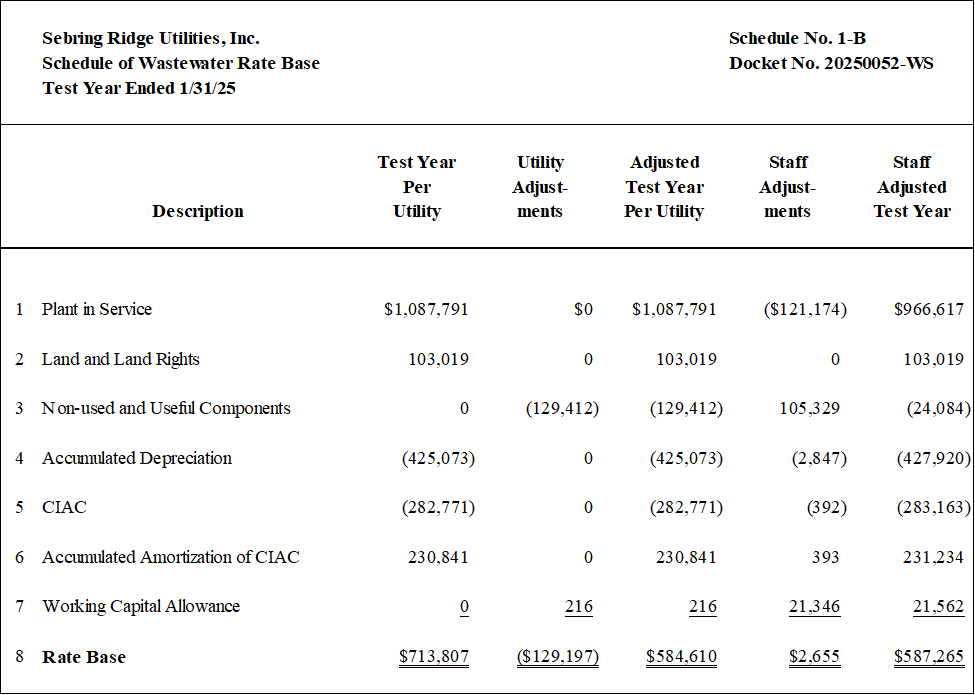 Sebring Ridge Utilities, Inc. Schedule No. 1-B
Schedule of Wastewater Rate Base Docket No. 20250052-WS
Test Year Ended 1/31/25
Test Year Utility Adjusted Staff Staff
Per Adjust- Test Year Adjust- Adjusted
Description Utility ments Per Utility ments Test Year
1 Plant in Service $1,087,791 $0 $1,087,791 ($121,174) $966,617
2 Land and Land Rights 103,019 0 103,019 0 103,019
3 Non-used and Useful Components 0 (129,412) (129,412) 105,329 (24,084)
4 Accumulated Depreciation (425,073) 0 (425,073) (2,847) (427,920)
5 CIAC (282,771) 0 (282,771) (392) (283,163)
6 Accumulated Amortization of CIAC 230,841 0 230,841 393 231,234
7 Working Capital Allowance 0 216 216 21,346 21,562
8 Rate Base $713,807 ($129,197) $584,610 $2,655 $587,265